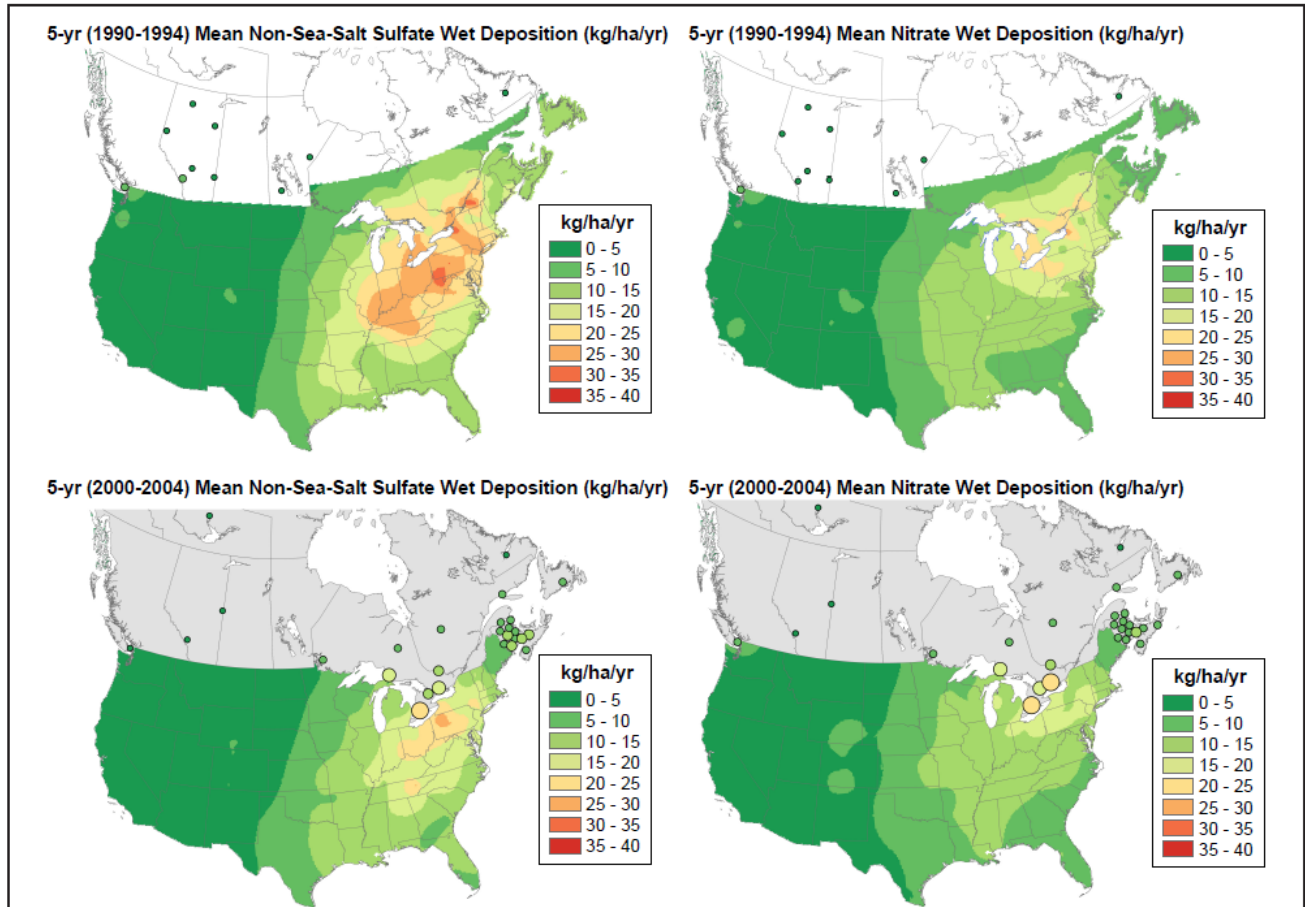 5-yr (1990-1994) Mean Non-Sea-Salt Sulfate Wet Deposition (kg/ha/yr)
kg/ha/yr
0 - 5
5 - 10
10 - 15
15 - 20
20 - 25
25 - 30
30 - 35
35 - 40
5-yr (1990-1994) Mean Nitrate Wet Deposition (kg/ha/yr)
kg/ha/yr
0 - 5
5 - 10
10 - 15
15 - 20
20 - 25
25 - 30
30 - 35
35 - 40
5-yr (2000-2004) Mean Non-Sea-Salt Sulfate Wet Deposition (kg/ha/yr)
kg/ha/yr
0 - 5
5 - 10
10 - 15
15 - 20
20 - 25
25 - 30
30 - 35
35 - 40
5-yr (2000-2004) Mean Nitrate Wet Deposition (kg/ha/yr)
kg/ha/yr
0 - 5
5 - 10
10 - 15
15 - 20
20 - 25
25 - 30
30 - 35
35 - 40